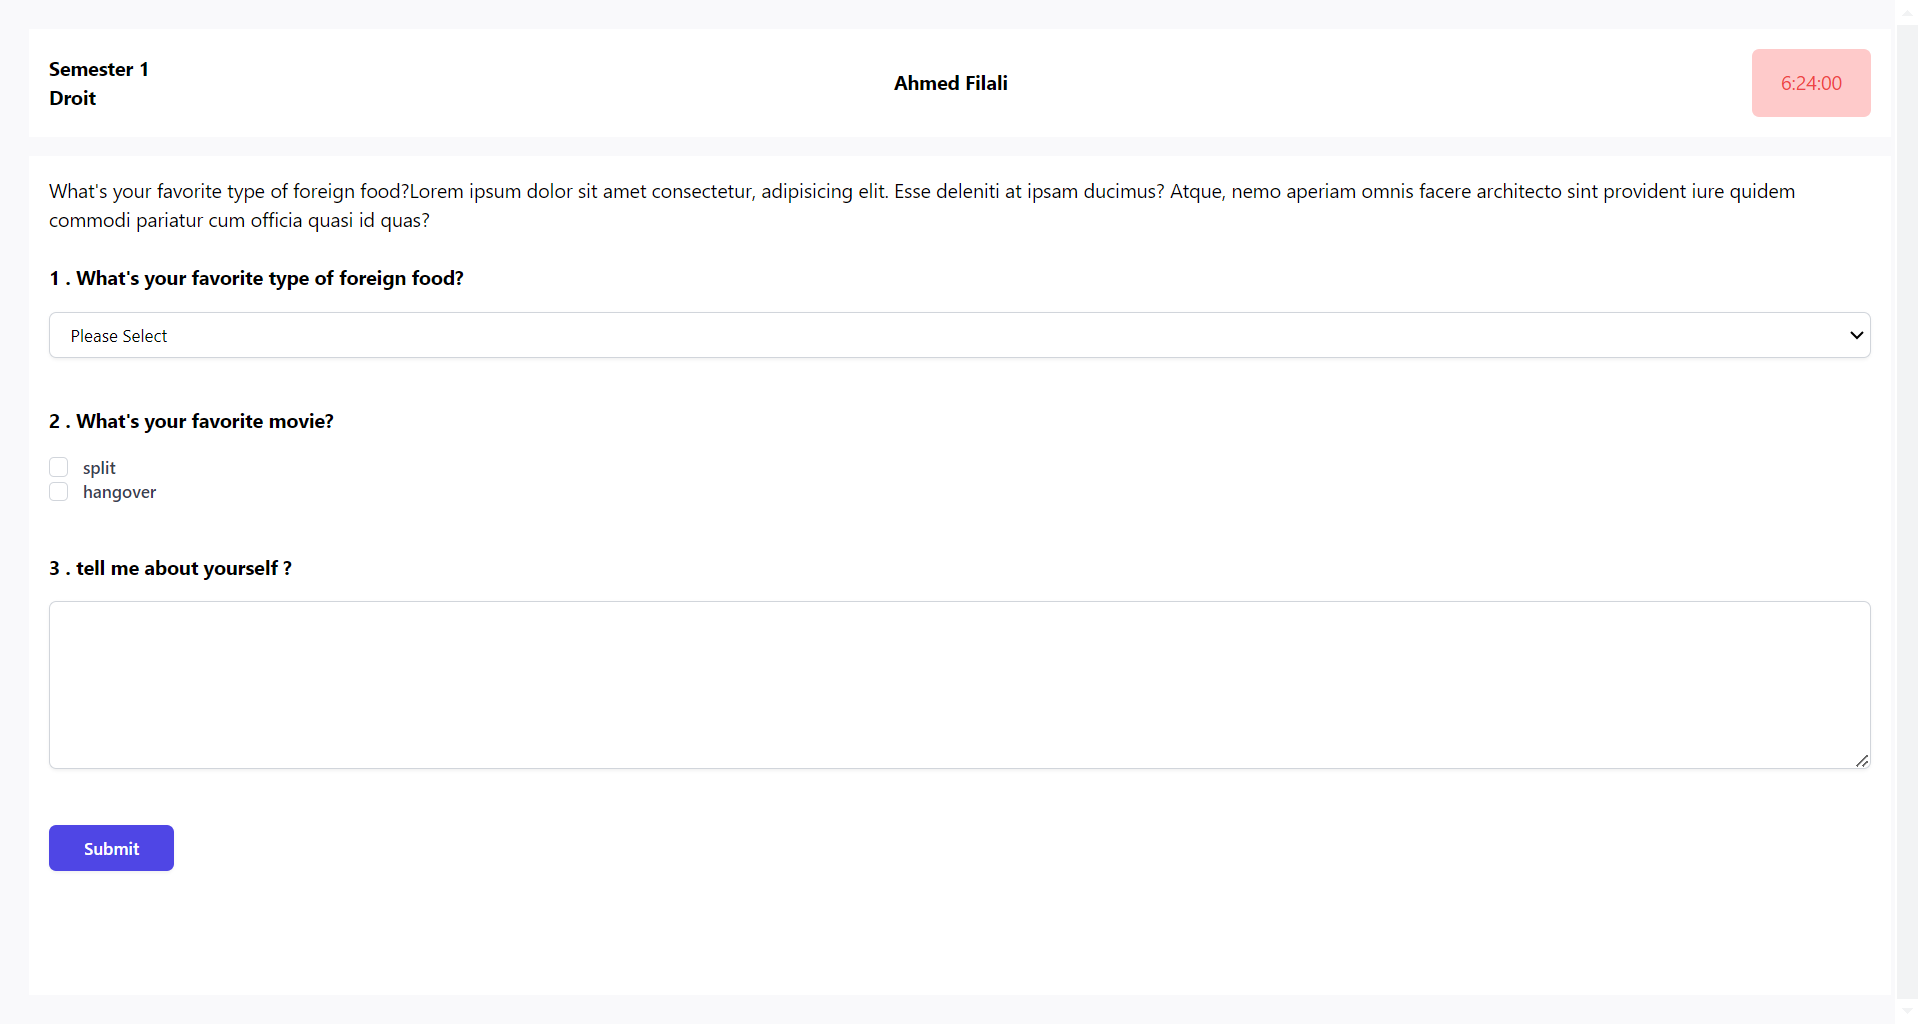 Semester 1
Droit
Ahmed Filali
6:24:00
What's your favorite type of foreign food?Lorem ipsum dolor sit amet consectetur, adipisicing elit. Esse deleniti at ipsam ducimus? Atque, nemo aperiam omnis facere architecto sint provident iure quidem
commodi pariatur cum officia quasi id quas?
1 . What's your favorite type of foreign food?
Please Select
2 . What's your favorite movie?
split
hangover
3 . tell me about yourself ?
Submit